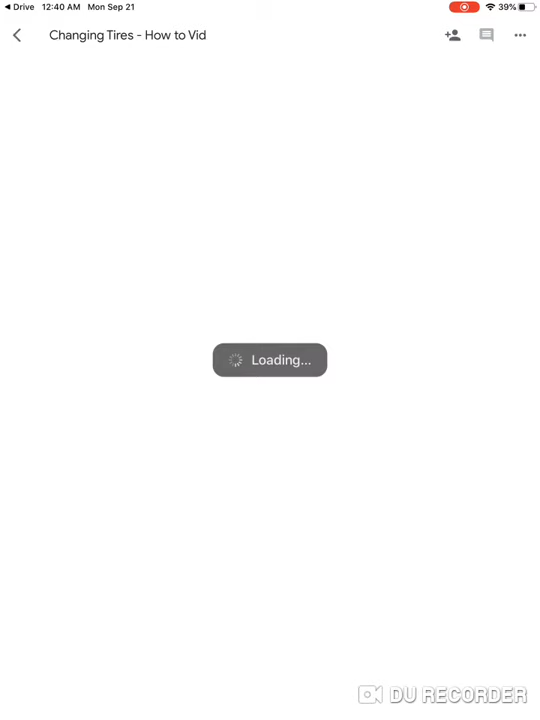 Drive 12:40 AM Mon Sep 21 39%
Changing Tires - How to Vid
Loading...
DU RECORDER